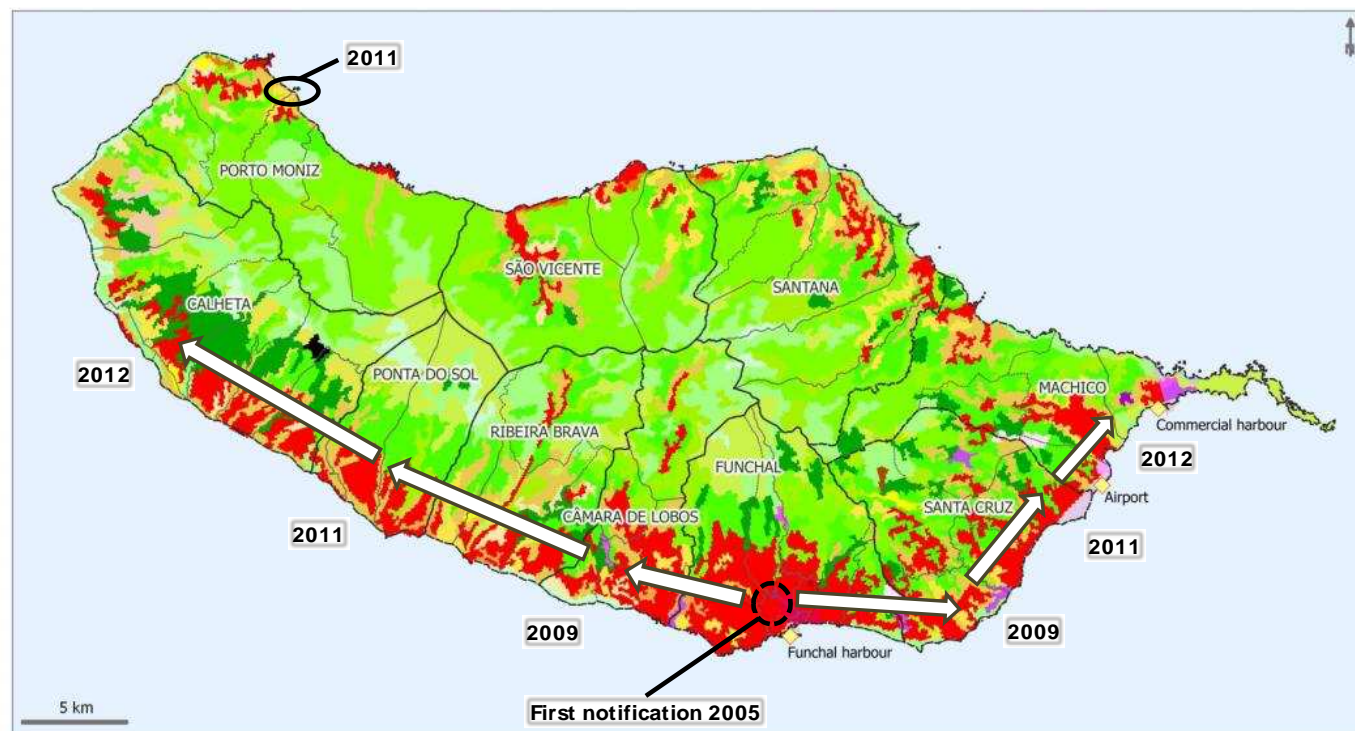 2011
PORTO MONIZ
SÃO VICENTE
SANTANA
CALHETA
2012
PONTA DO SOL
MACHICO
RIBEIRA BRAVA
Commercial harbour
FUNCHAL
2012
SANTA CRUZ
Airport
CÂMARA DE LOBOS
2011
2011
2009
2009
Funchal harbour
5 km
First notification 2005